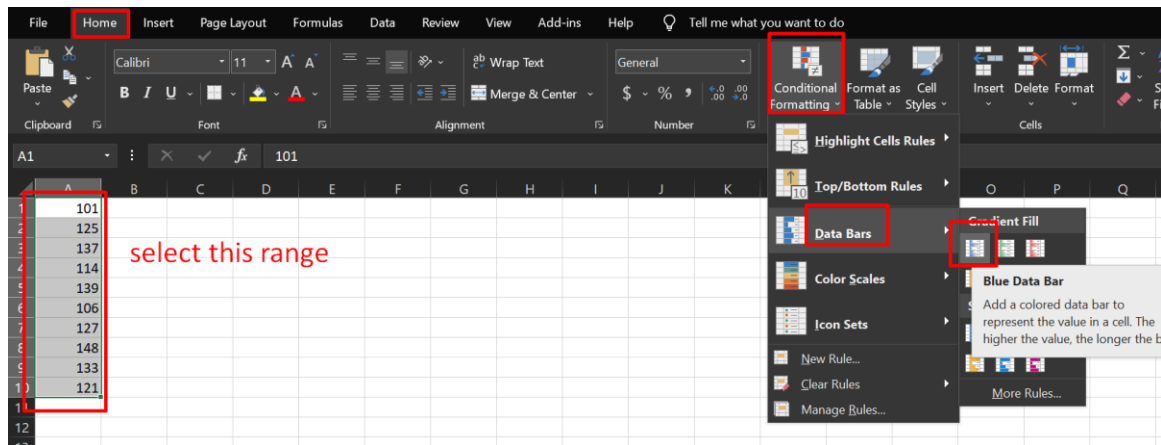 File Home Insert Page Layout Formulas Data Review View Add-ins Help Tell me what you want to do
Paste
Calibri 11 A A
B I U A
ab Wrap Text
Merge & Center
General
$ % 9 .00 .00
Conditional Formatting
Format as Table
Cell Styles
Insert Delete Format
Clipboard Font Alignment Number Cells
A1 fx 101
A B C D E F G H I J K O P Q
1 101
2 125
3 137
4 114
5 139
6 106
7 127
8 148
9 133
10 121
11
12
select this range
Highlight Cells Rules
Top/Bottom Rules
Data Bars
Color Scales
Icon Sets
New Rule...
Clear Rules
Manage Rules...
Gradient Fill
Blue Data Bar
Add a colored data bar to
represent the value in a cell. The
higher the value, the longer the
More Rules...